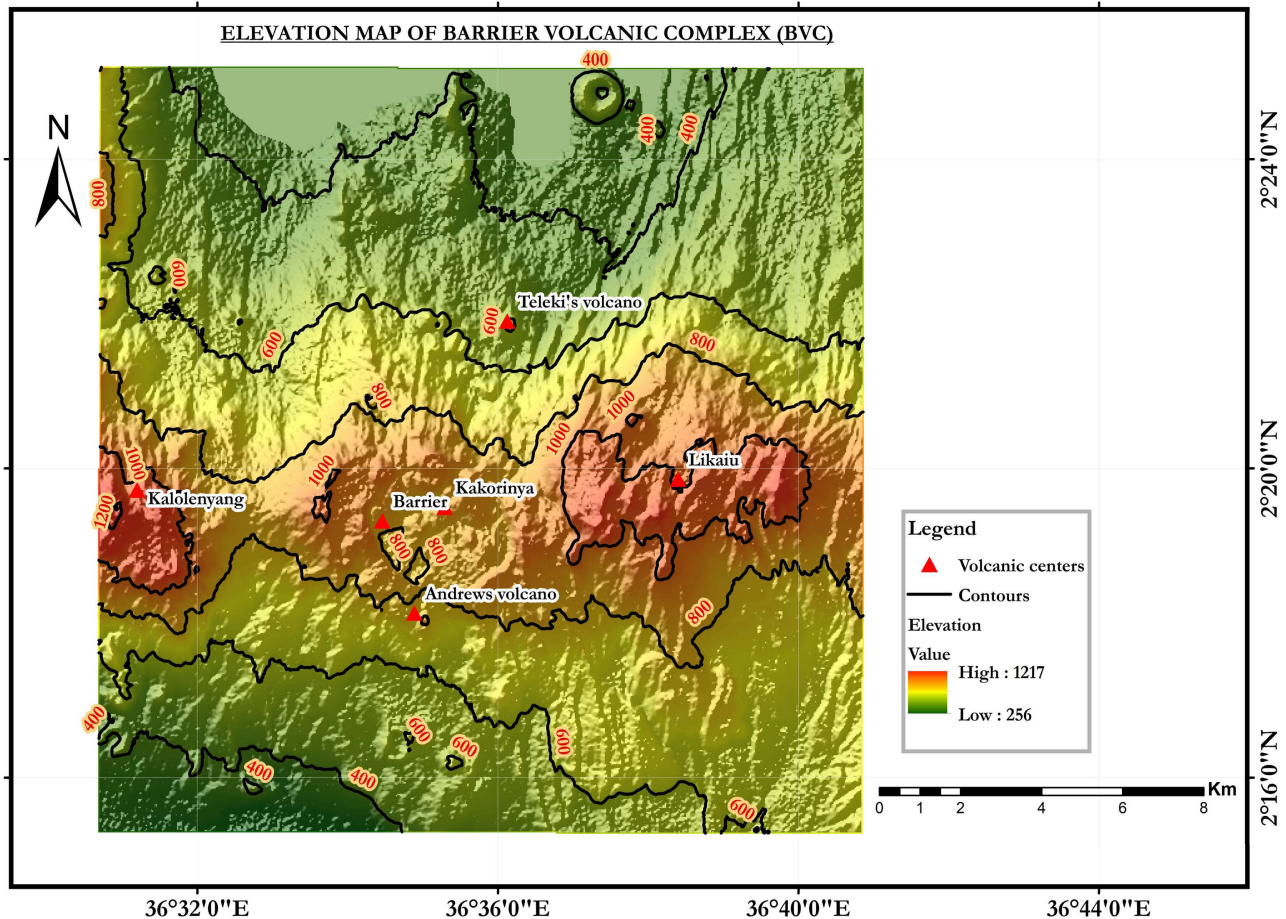 ELEVATION MAP OF BARRIER VOLCANIC COMPLEX (BVC)
400
N
400
400
2°24'0"N
800
600
Teleki's volcano
600
600
800
800
1000
1000
1000
1000
Likaiu
2°20'0"N
Kalolenyang
Kakorinya
Barrier
1200
800
800
Andrews volcano
800
Legend
Volcanic centers
Contours
Elevation
Value
High : 1217
Low : 256
400
600
600
600
400
400
600
Km
0 1 2 4 6 8
2°16'0"N
36°32'0"E 36°36'0"E 36°40'0"E 36°44'0"E